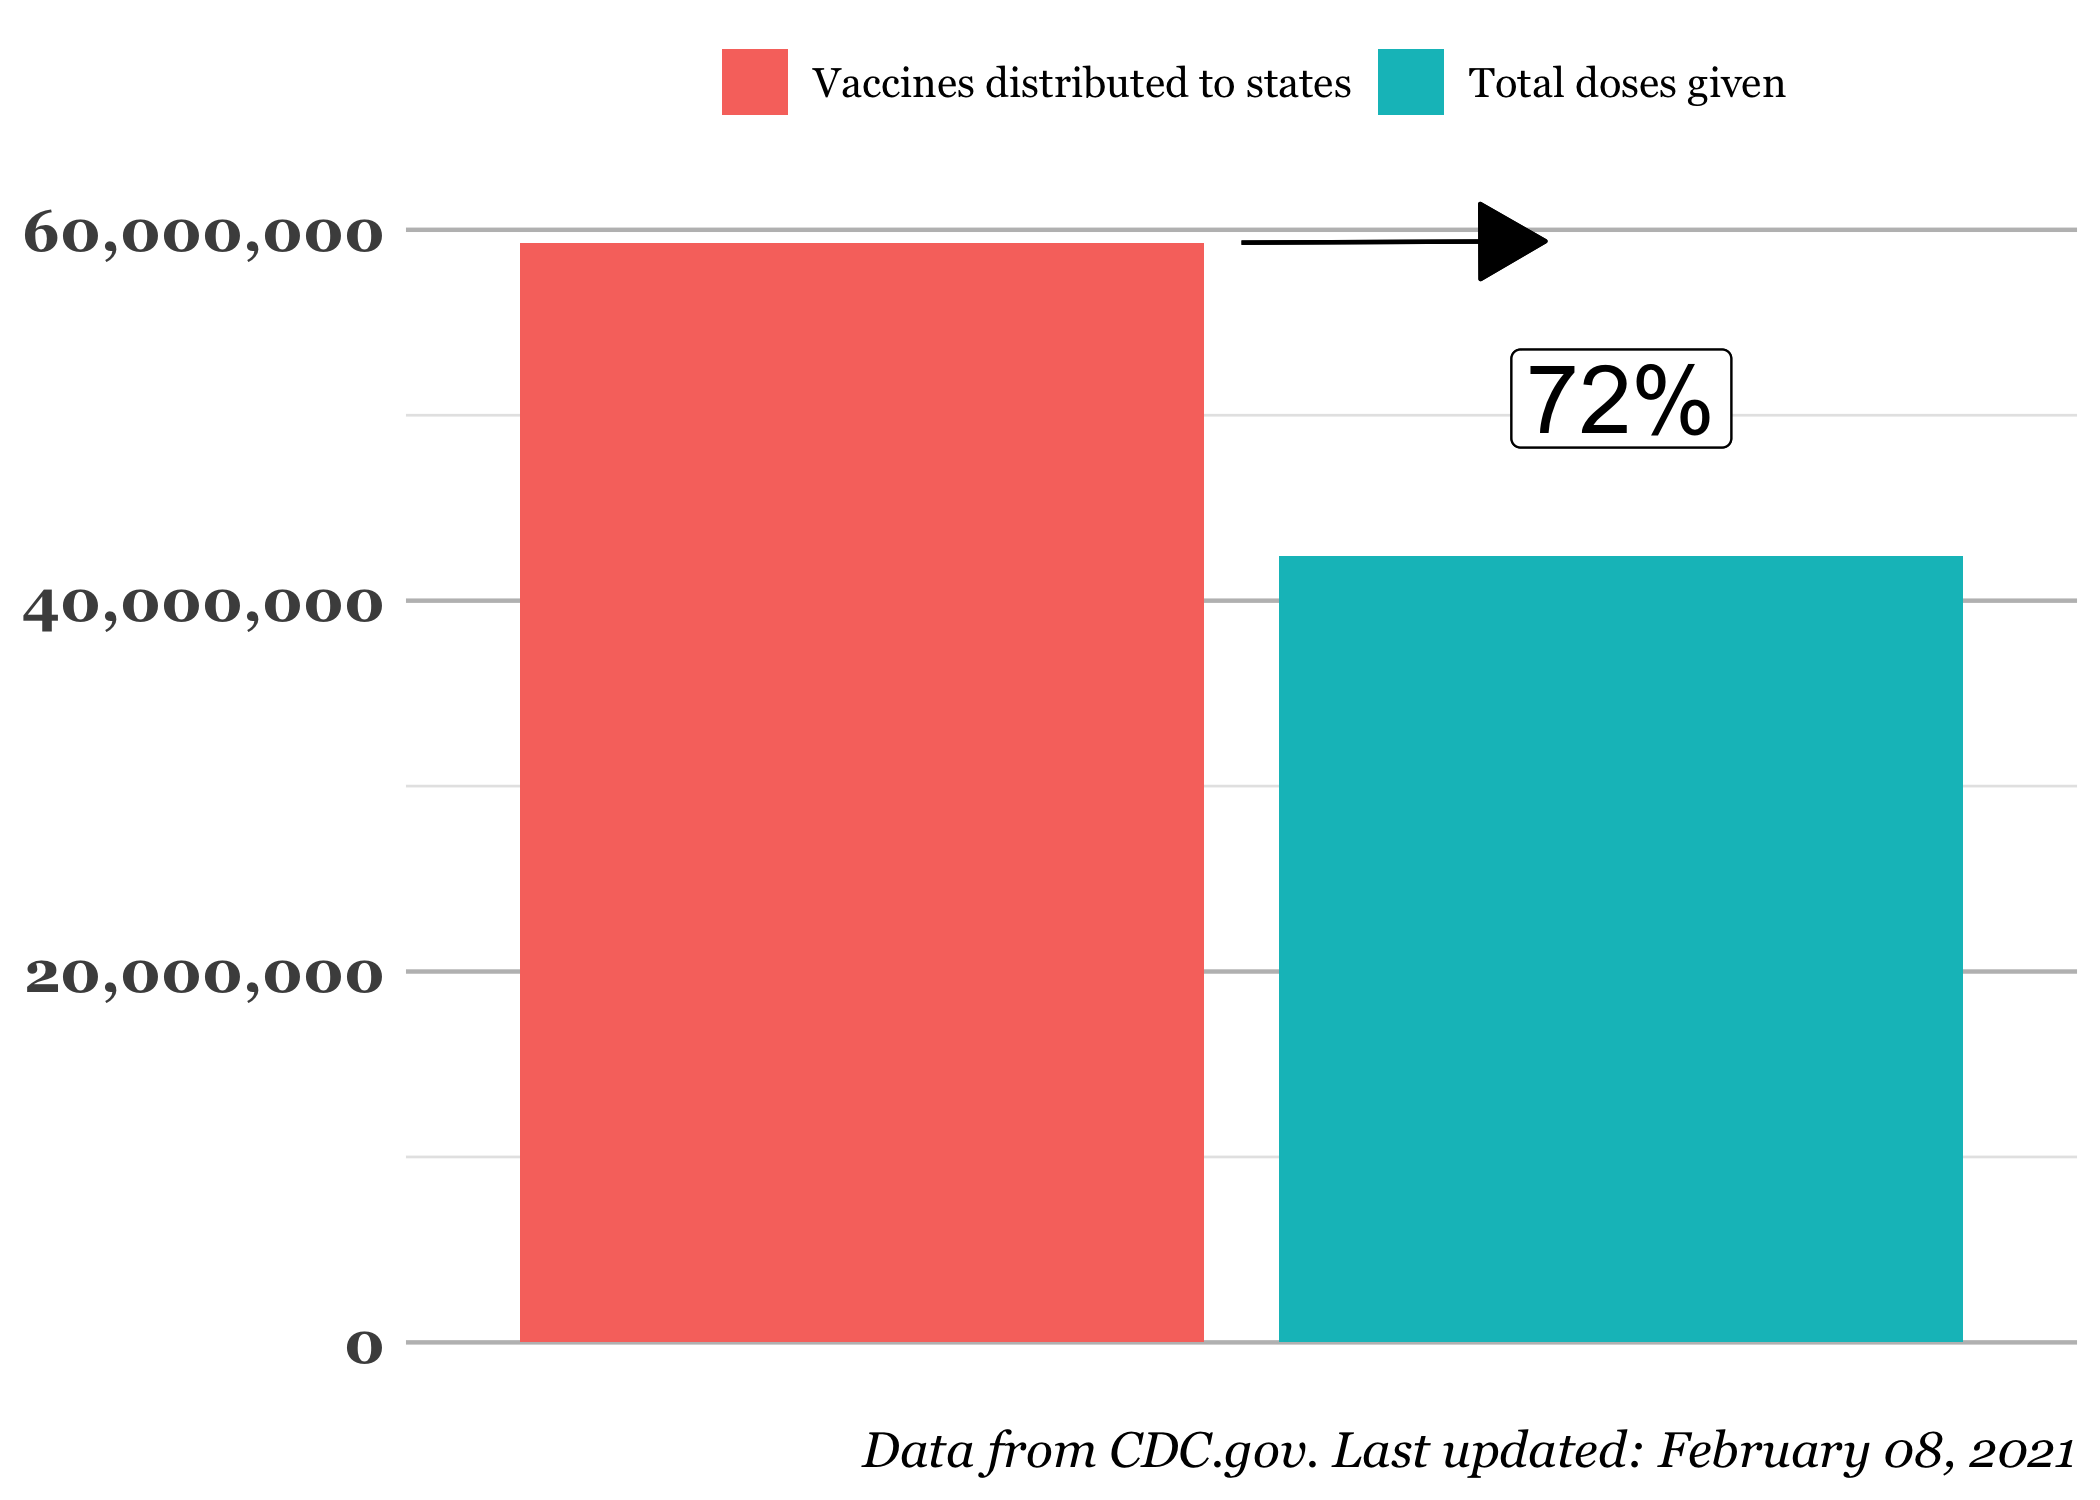 Vaccines distributed to states Total doses given
60,000,000
72%
40,000,000
20,000,000
0
Data from CDC.gov. Last updated: February 08, 2021